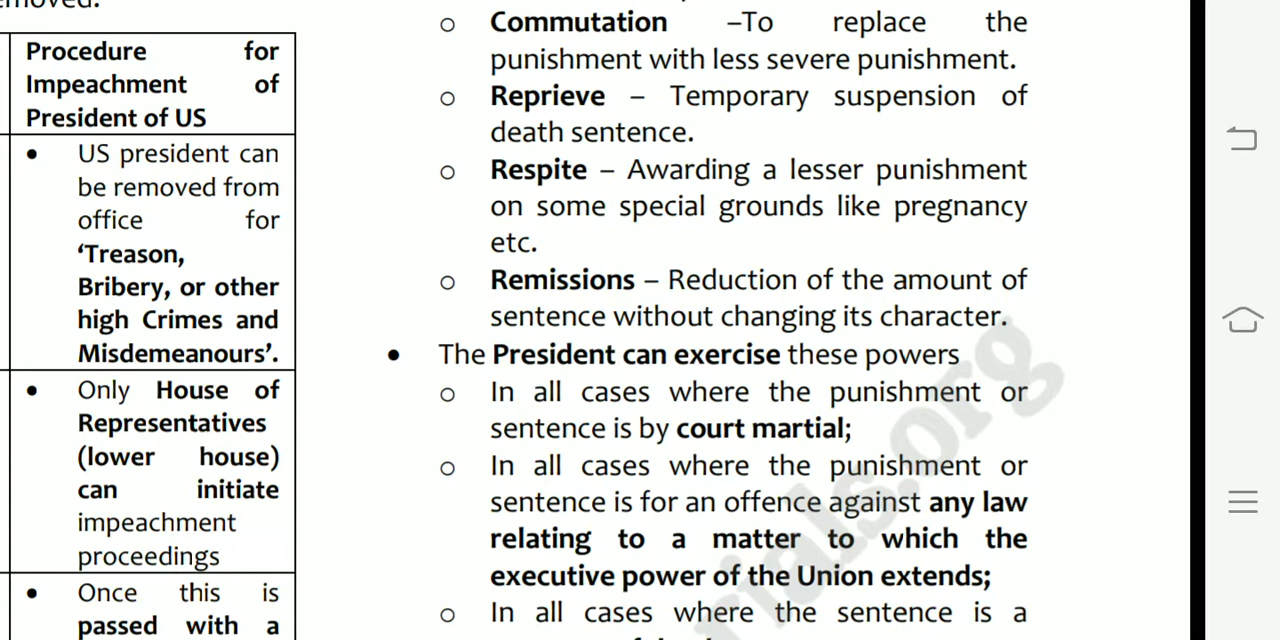 emoved.
Procedure for
Impeachment of
President of US
• US president can
be removed from
office for
‘Treason,
Bribery, or other
high Crimes and
Misdemeanours’.
• Only House of
Representatives
(lower house)
can initiate
impeachment
proceedings
• Once this is
passed with a
o Commutation –To replace the
punishment with less severe punishment.
o Reprieve – Temporary suspension of
death sentence.
o Respite – Awarding a lesser punishment
on some special grounds like pregnancy
etc.
o Remissions – Reduction of the amount of
sentence without changing its character.
• The President can exercise these powers
o In all cases where the punishment or
sentence is by court martial;
o In all cases where the punishment or
sentence is for an offence against any law
relating to a matter to which the
executive power of the Union extends;
o In all cases where the sentence is a
rials.org